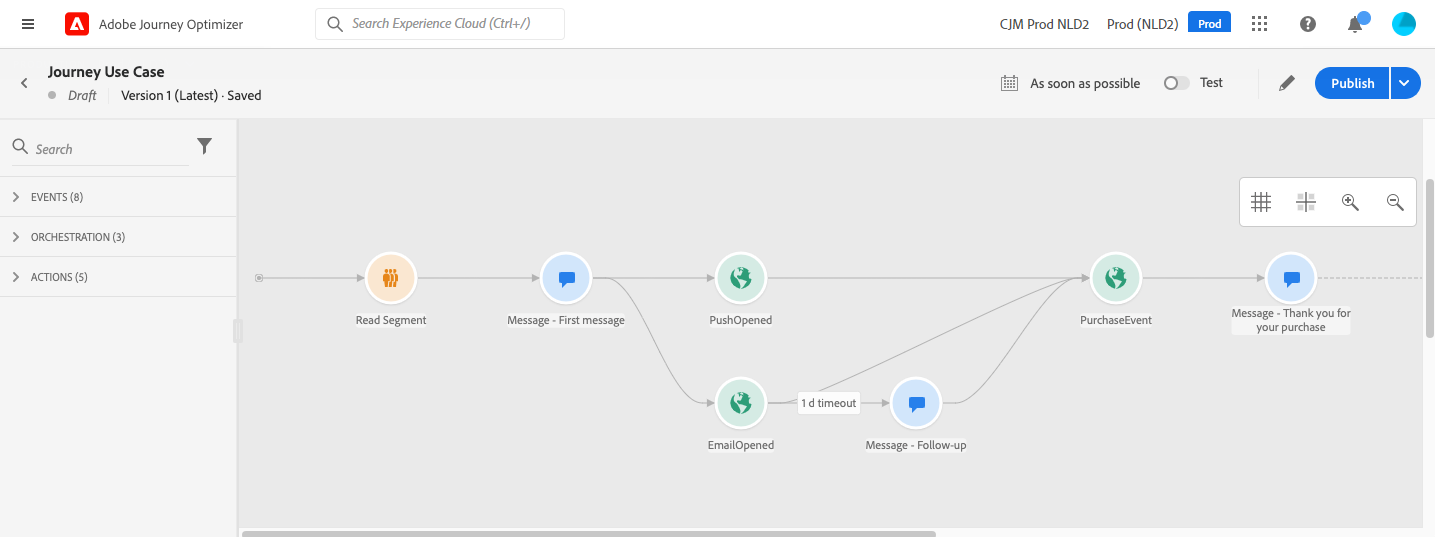 Adobe Journey Optimizer
Search Experience Cloud (Ctrl+/)
CJM Prod NLD2
Prod (NLD2)
Prod
Journey Use Case
Draft
Version 1 (Latest) · Saved
As soon as possible
Test
Publish
Search
EVENTS (8)
ORCHESTRATION (3)
ACTIONS (5)
Read Segment
Message - First message
PushOpened
PurchaseEvent
Message - Thank you for
your purchase
1 d timeout
EmailOpened
Message - Follow-up